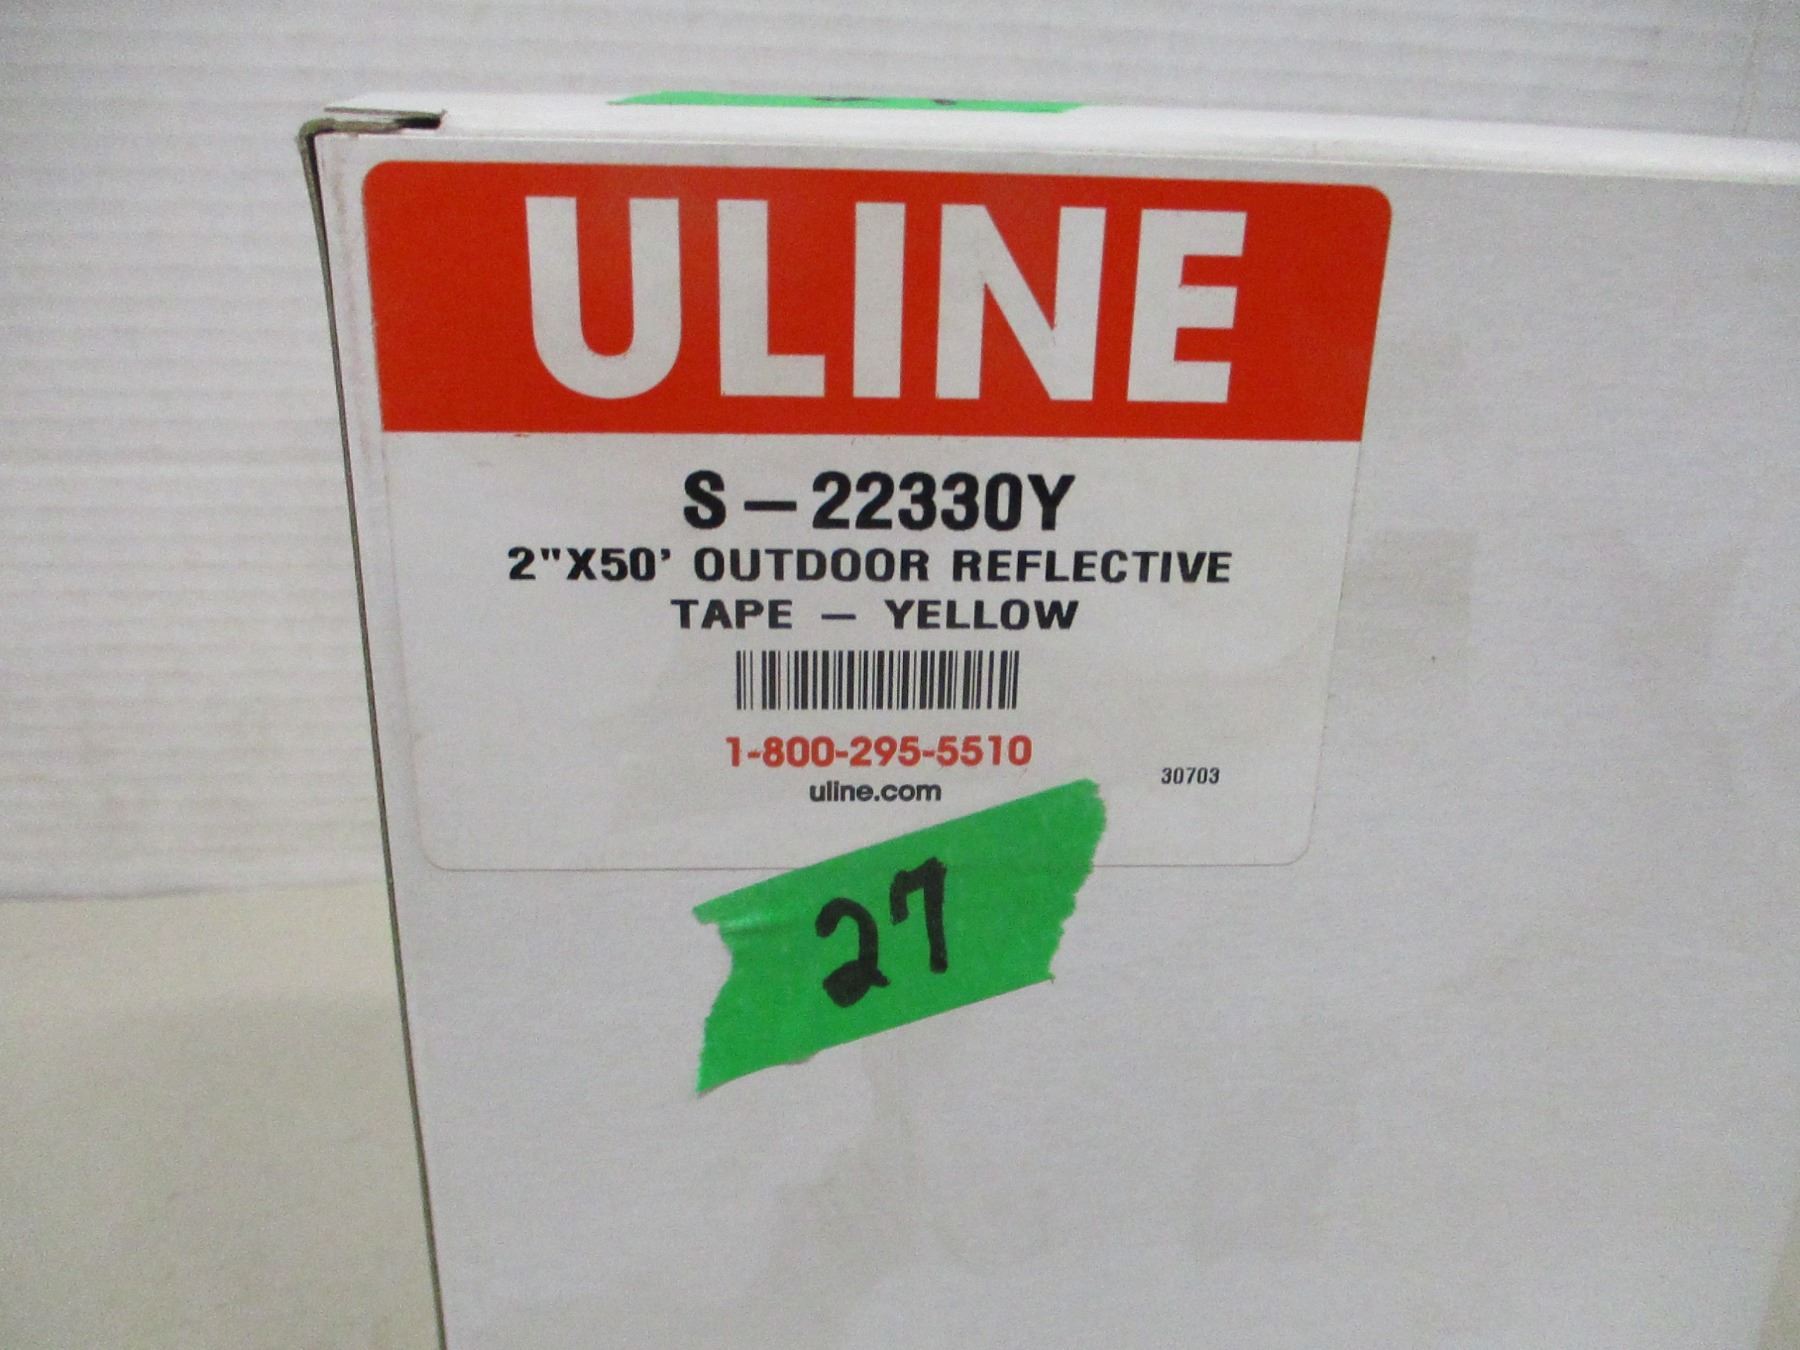 ULINE
S-22330Y
2"X50' OUTDOOR REFLECTIVE
TAPE - YELLOW
1-800-295-5510
uline.com
30703
27